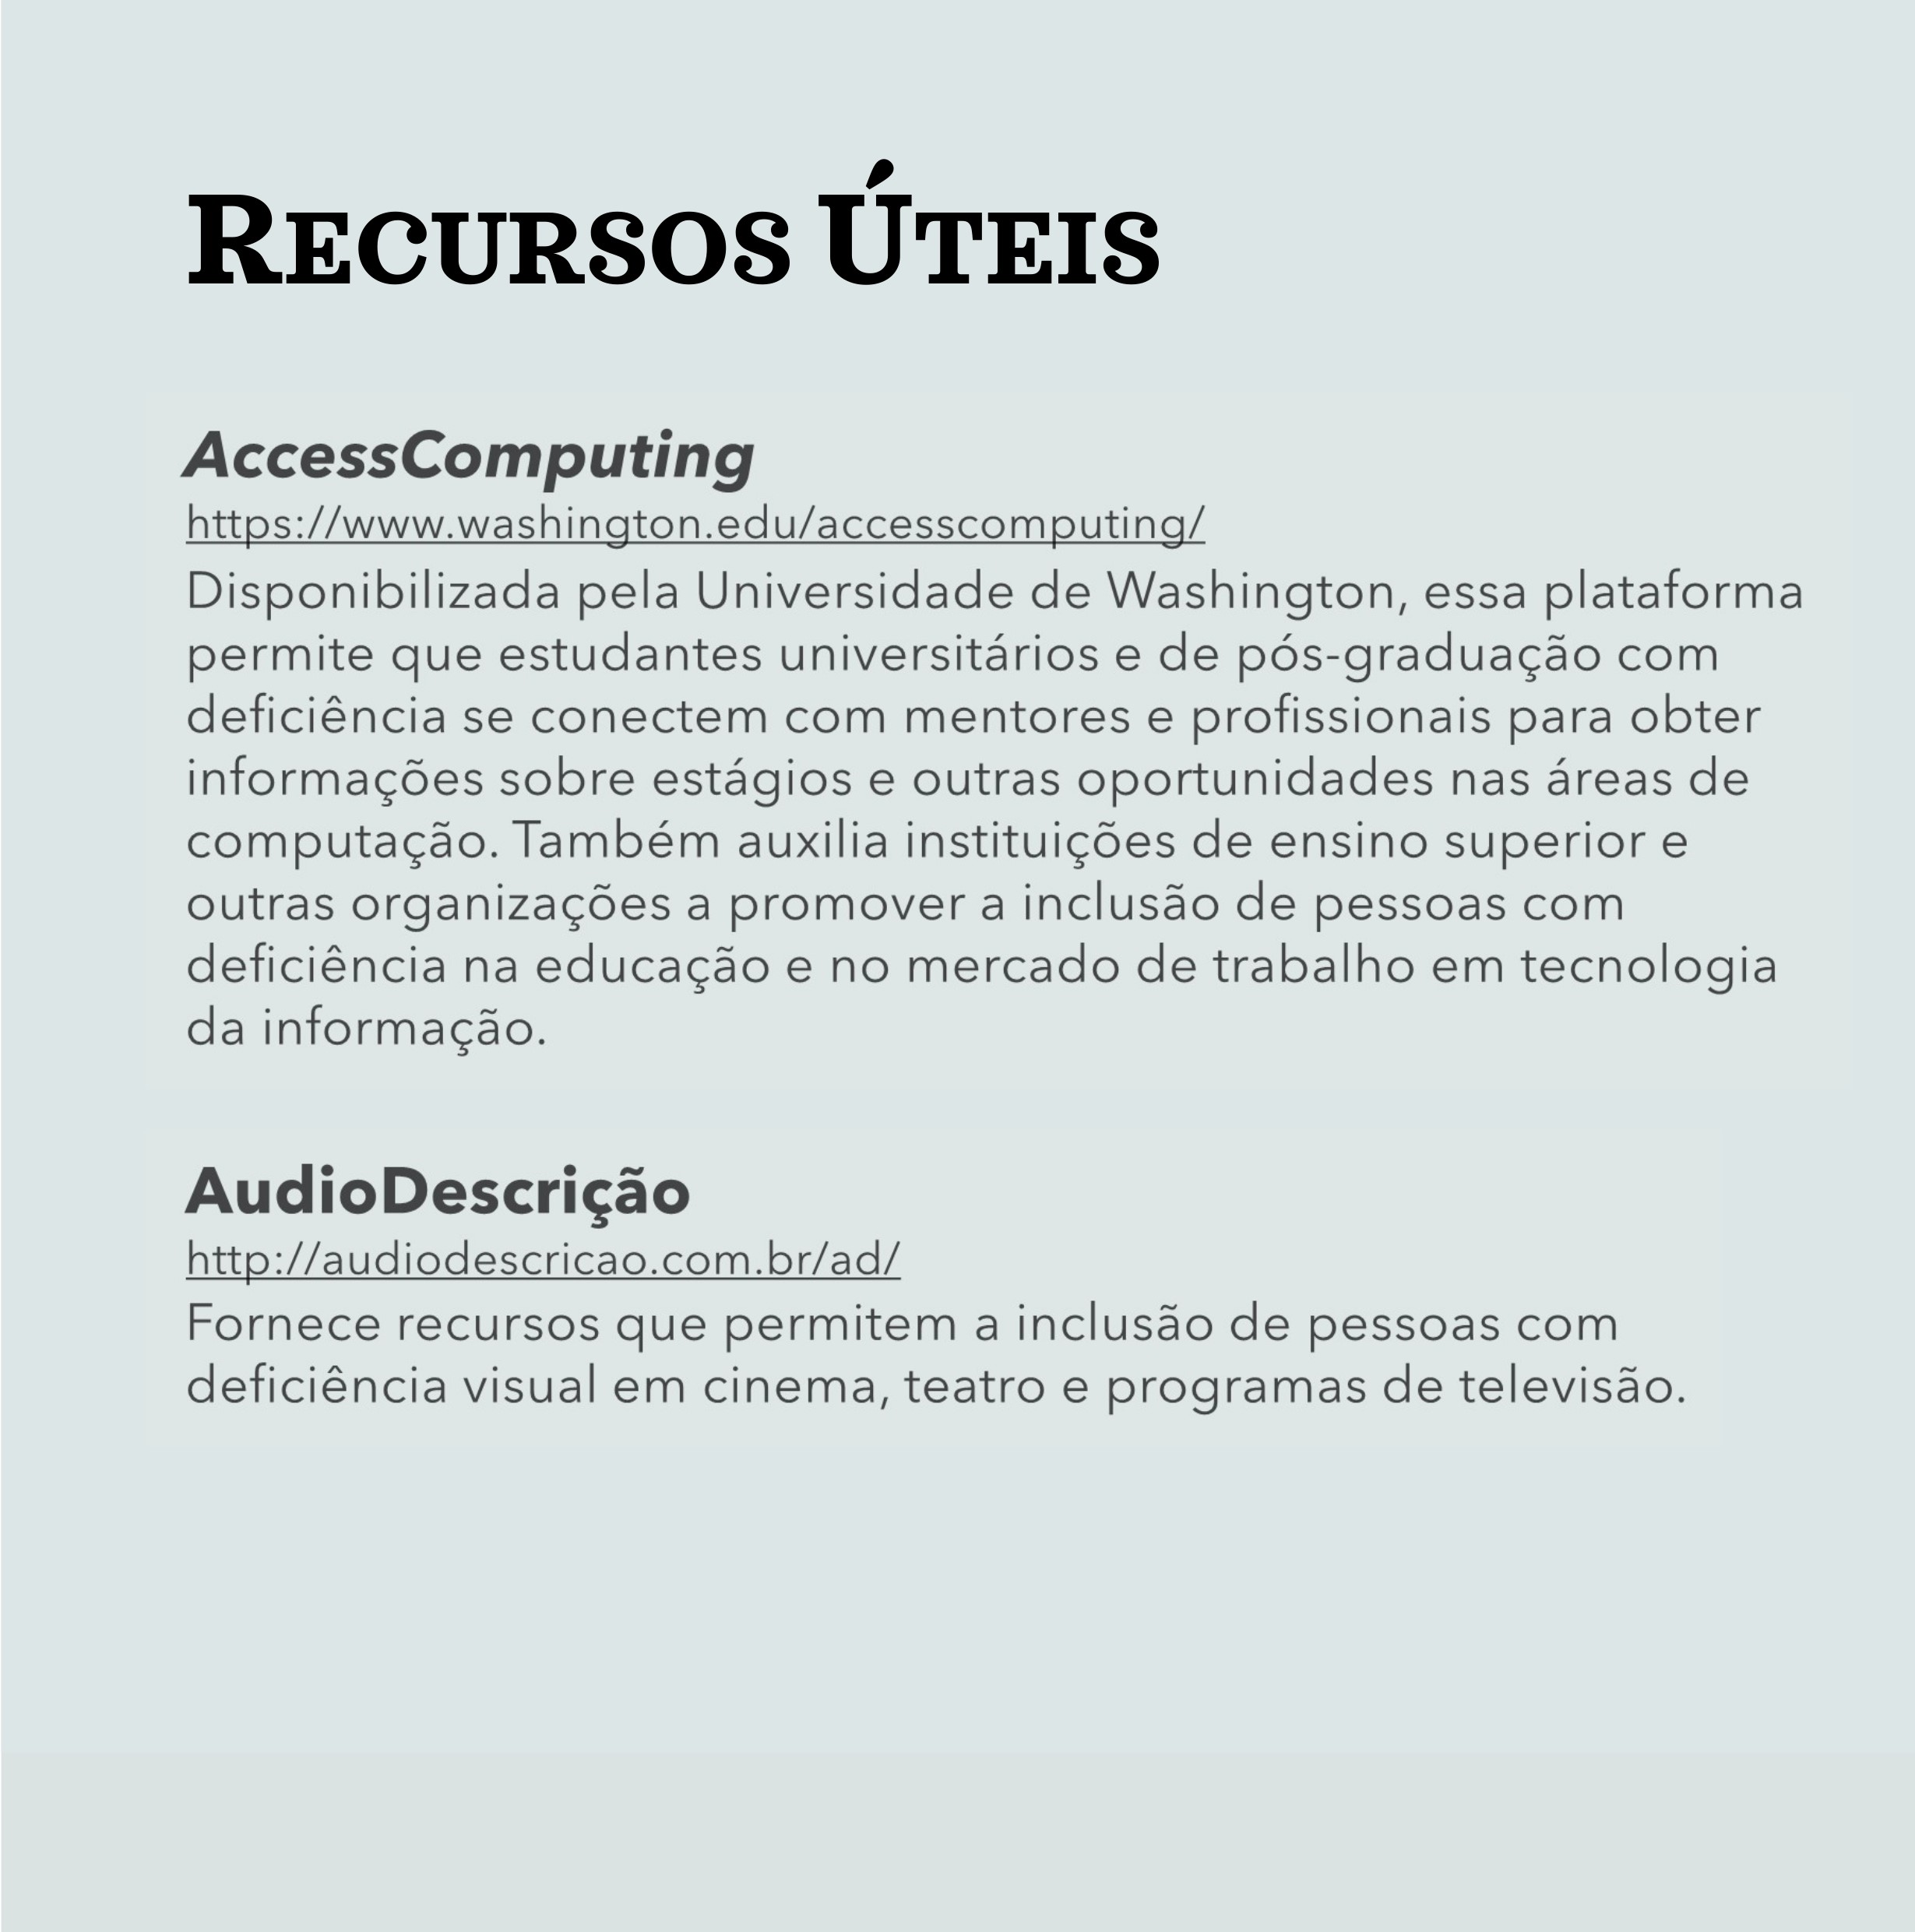 Recursos Úteis
AccessComputing
https://www.washington.edu/accesscomputing/
Disponibilizada pela Universidade de Washington, essa plataforma
permite que estudantes universitários e de pós-graduação com
deficiência se conectem com mentores e profissionais para obter
informações sobre estágios e outras oportunidades nas áreas de
computação. Também auxilia instituições de ensino superior e
outras organizações a promover a inclusão de pessoas com
deficiência na educação e no mercado de trabalho em tecnologia
da informação.
AudioDescrição
http://audiodescricao.com.br/ad/
Fornece recursos que permitem a inclusão de pessoas com
deficiência visual em cinema, teatro e programas de televisão.